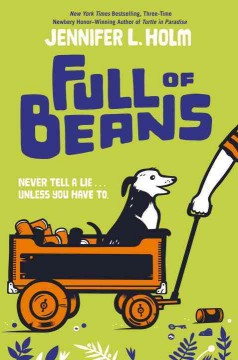 New York Times Bestselling, Three-Time
Newbery Honor–Winning Author of Turtle in Paradise
JENNIFER L. HOLM
FULL OF
BEANS
NEVER TELL A LIE . . .
UNLESS YOU HAVE TO.